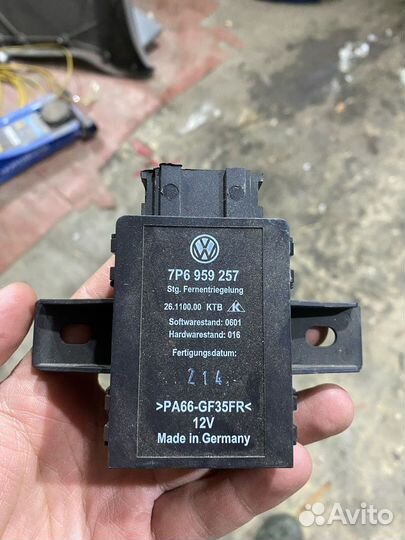 7P6 959 257
Stg. Fernentriegelung
26.1100.00 KTB
Softwarestand: 0601
Hardwarestand: 016
Fertigungsdatum:
214
>PA66-GF35FR<
12V
Made in Germany
Avito